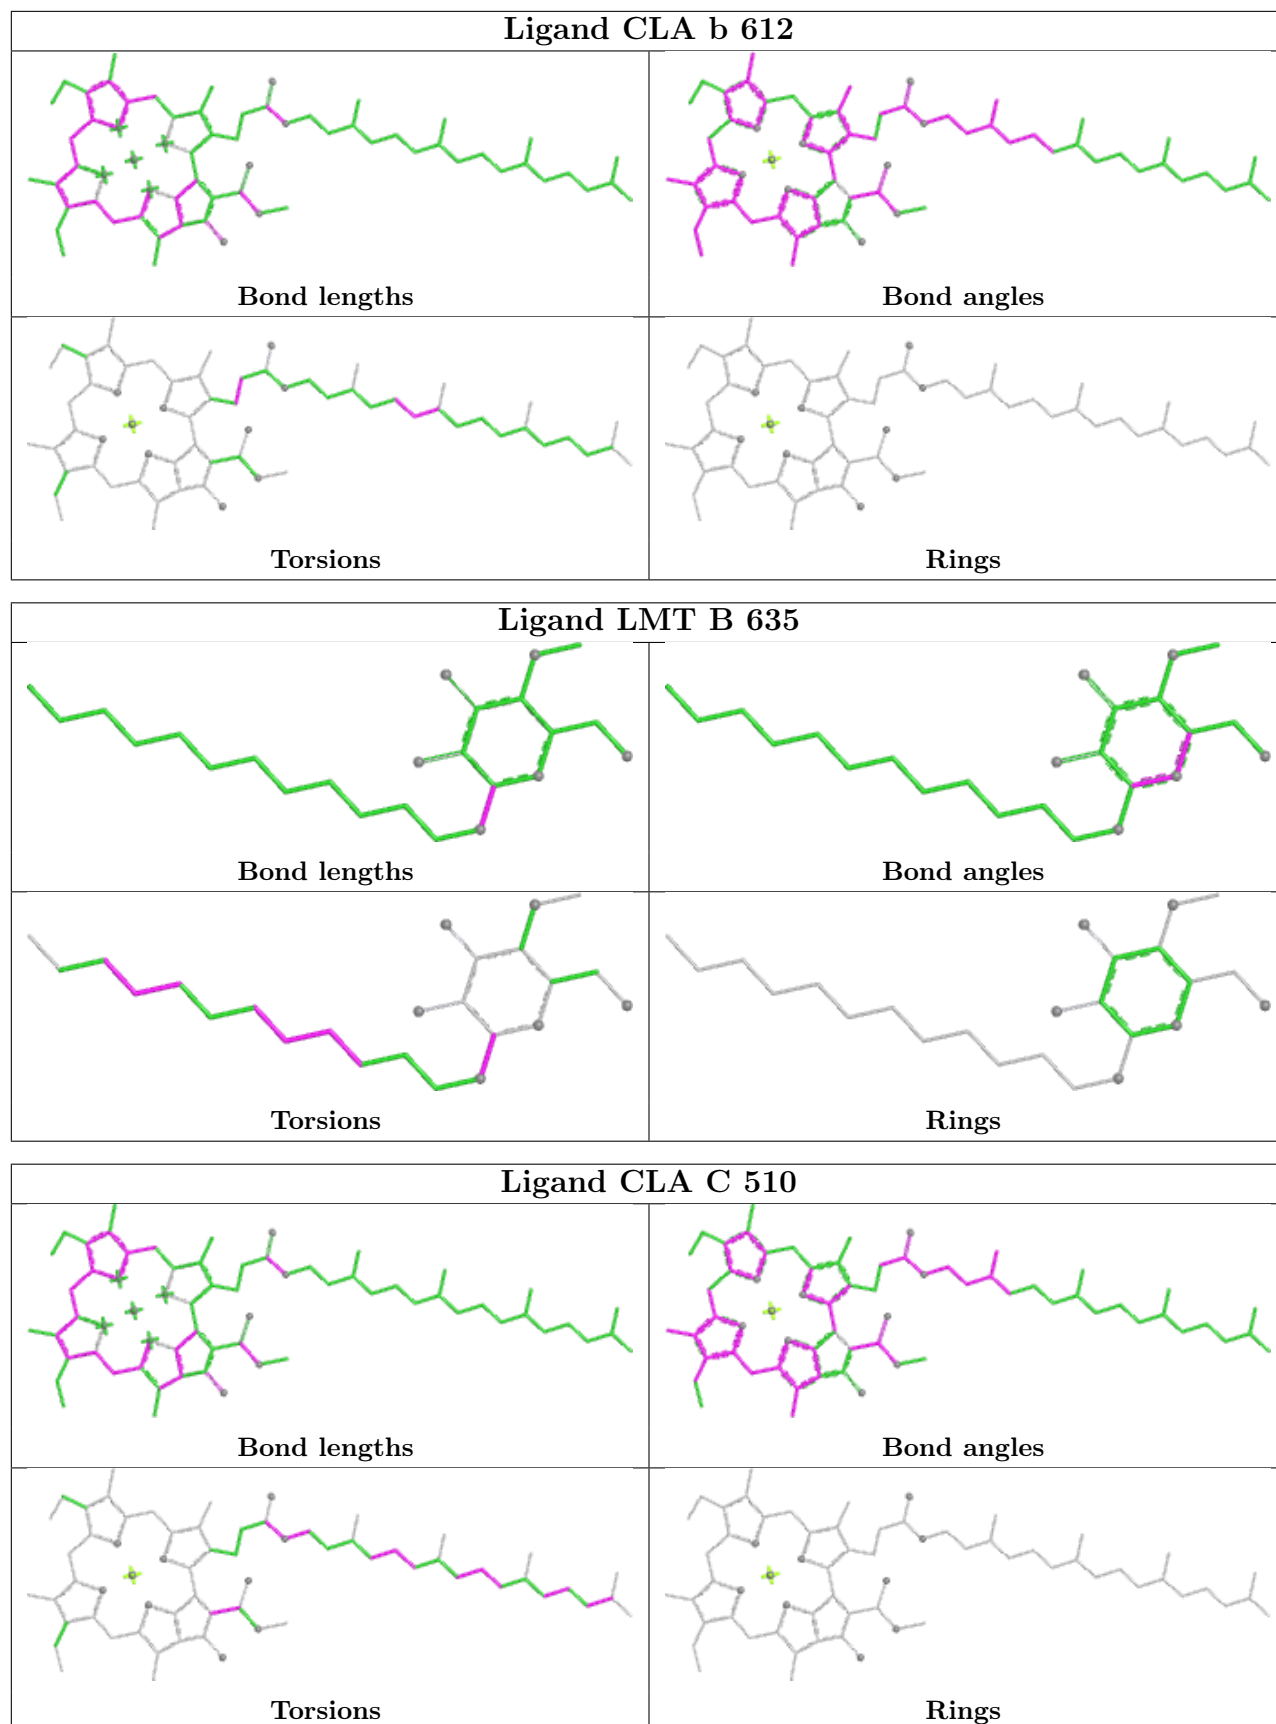 Ligand CLA b 612
Bond lengths
Bond angles
Torsions
Rings
Ligand LMT B 635
Bond lengths
Bond angles
Torsions
Rings
Ligand CLA C 510
Bond lengths
Bond angles
Torsions
Rings